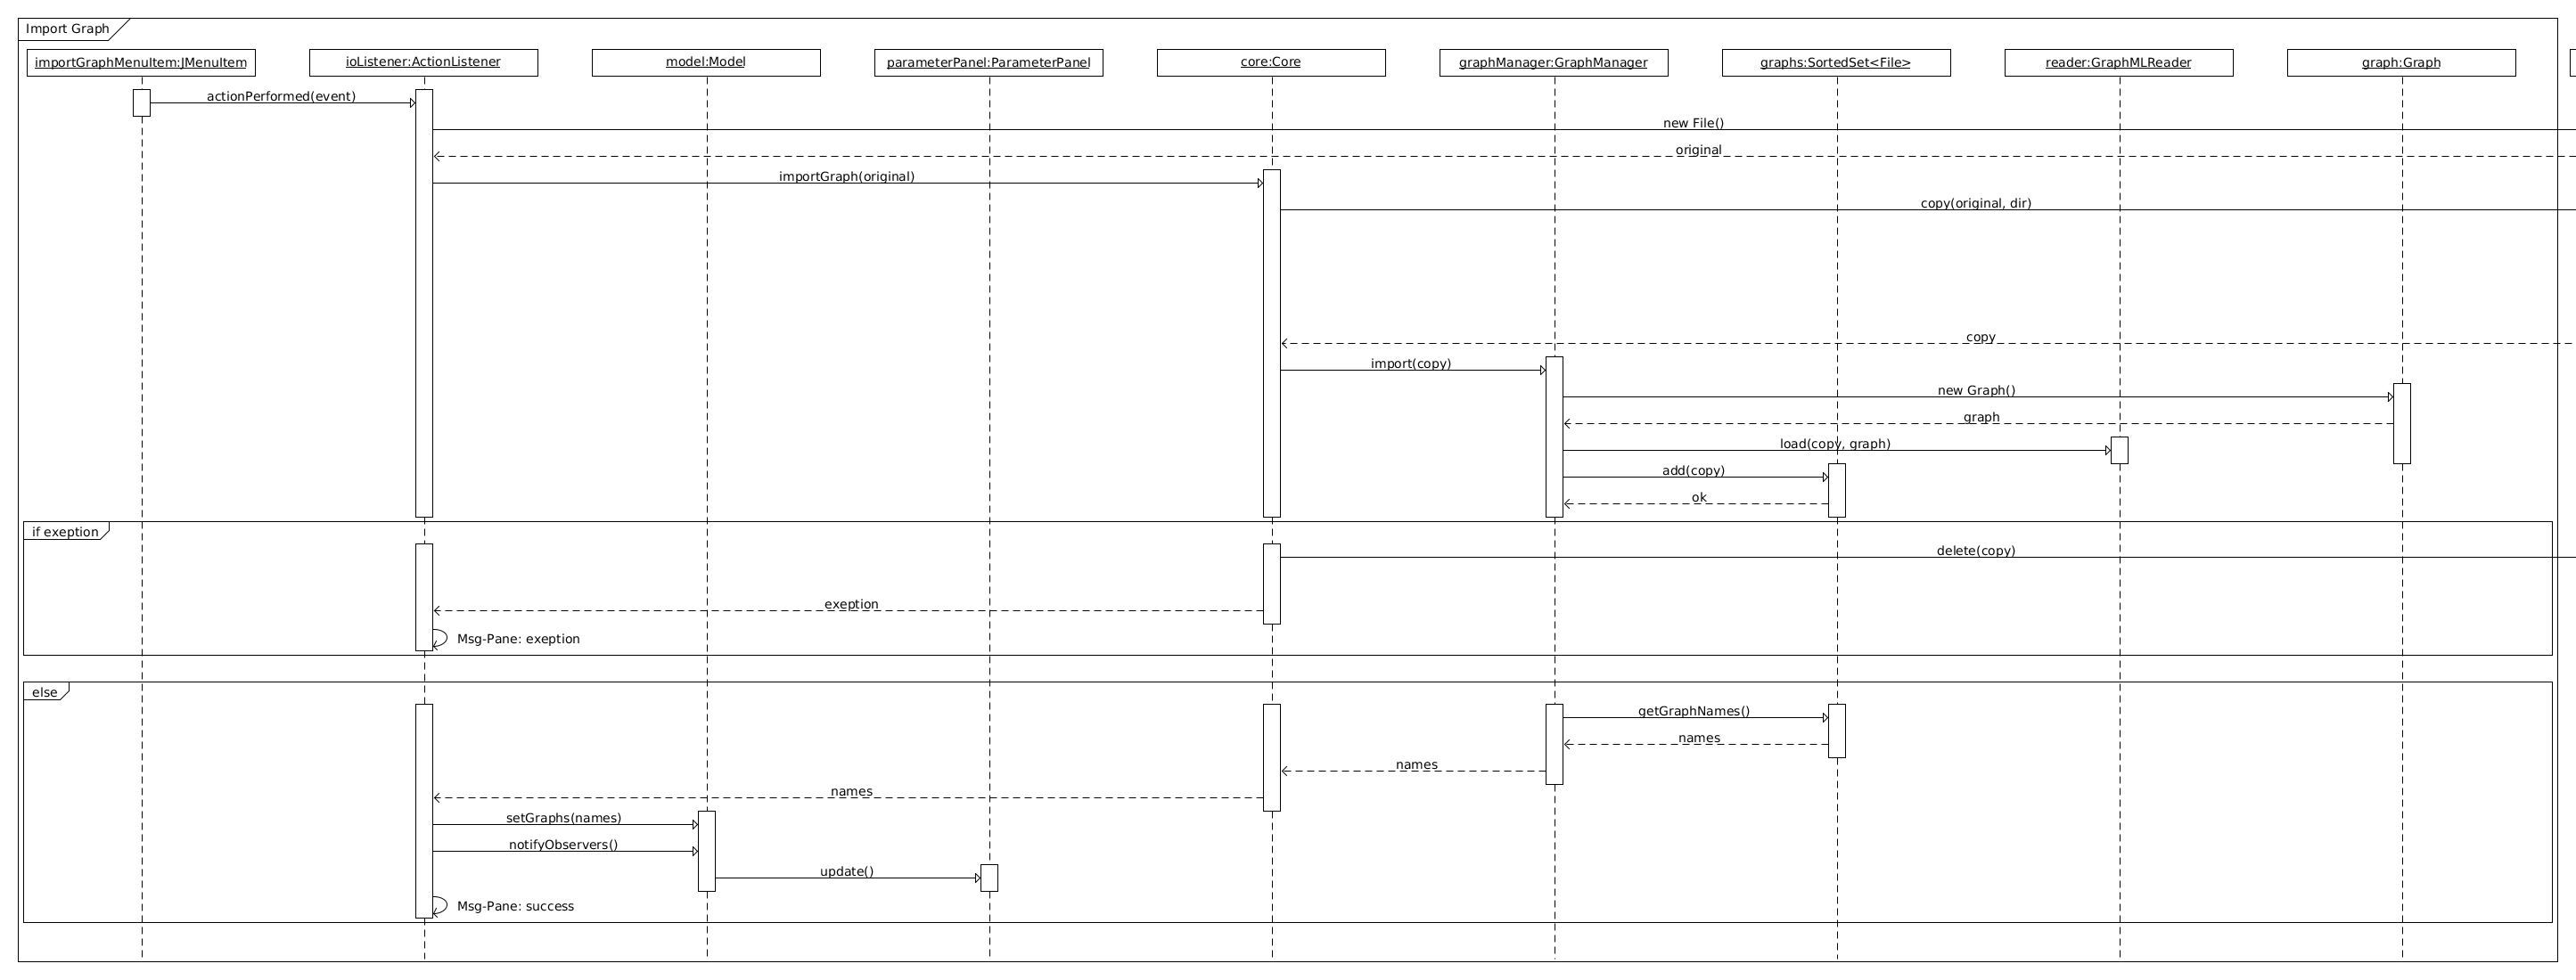 Import Graph
importGraphMenuItem:JMenuItem
ioListener:ActionListener
model:Model
parameterPanel:ParameterPanel
core:Core
graphManager:GraphManager
graphs:SortedSet<File>
reader:GraphMLReader
graph:Graph
actionPerformed(event)
new File()
original
importGraph(original)
copy(original, dir)
copy
import(copy)
new Graph()
graph
load(copy, graph)
add(copy)
ok
if exeption
delete(copy)
exeption
Msg-Pane: exeption
else
getGraphNames()
names
names
names
setGraphs(names)
notifyObservers()
update()
Msg-Pane: success